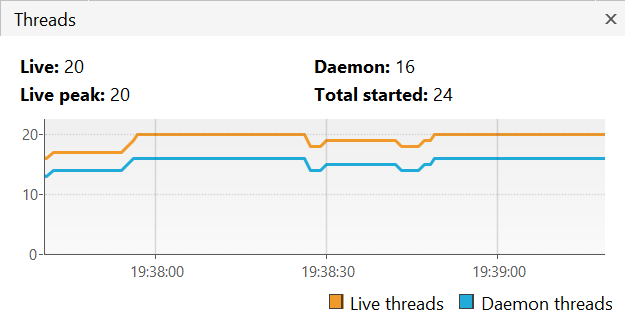 Threads
Live: 20 Daemon: 16
Live peak: 20 Total started: 24
20
10
0
19:38:00 19:38:30 19:39:00
Live threads Daemon threads